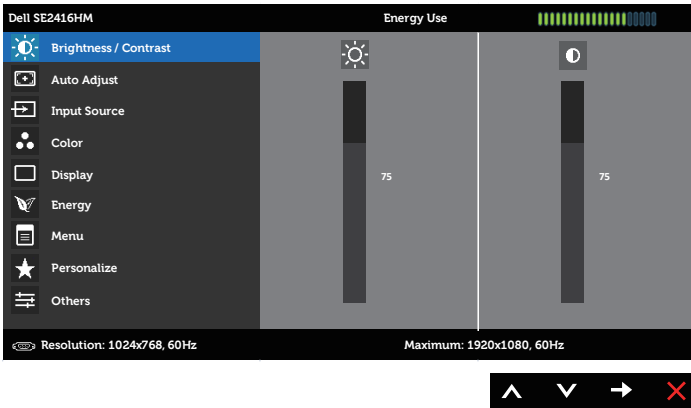 Dell SE2416HM Energy Use
Brightness / Contrast
Auto Adjust
Input Source
Color
Display
75 75
Energy
Menu
Personalize
Others
Resolution: 1024x768, 60Hz Maximum: 1920x1080, 60Hz